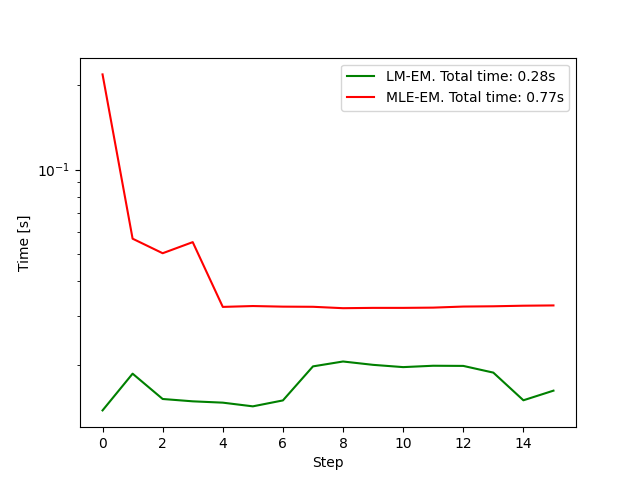 LM-EM. Total time: 0.28s
MLE-EM. Total time: 0.77s
10⁻¹
Time [s]
0 2 4 6 8 10 12 14
Step